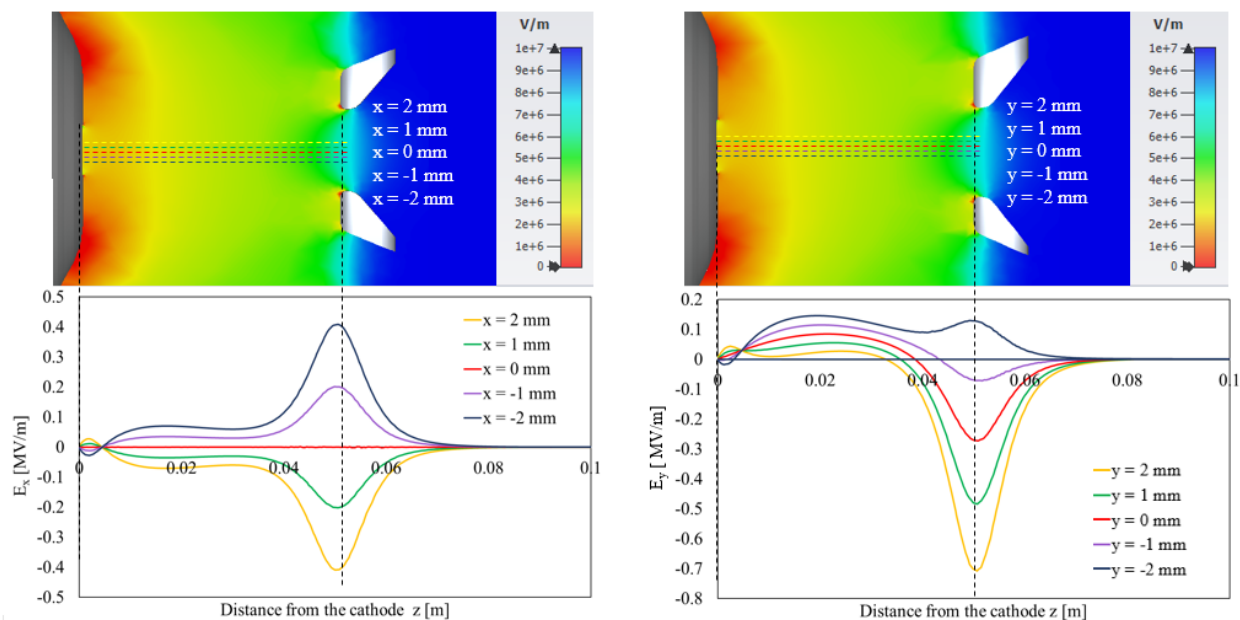 V/m
1e+7
9e+6
8e+6
7e+6
6e+6
5e+6
4e+6
3e+6
2e+6
1e+6
0
x = 2 mm
x = 1 mm
x = 0 mm
x = -1 mm
x = -2 mm
V/m
1e+7
9e+6
8e+6
7e+6
6e+6
5e+6
4e+6
3e+6
2e+6
1e+6
0
y = 2 mm
y = 1 mm
y = 0 mm
y = -1 mm
y = -2 mm
0.5
0.4
0.3
0.2
0.1
0
-0.1
-0.2
-0.3
-0.4
-0.5
Ex [MV/m]
0 0.02 0.04 0.06 0.08 0.1
x = 2 mm
x = 1 mm
x = 0 mm
x = -1 mm
x = -2 mm
Distance from the cathode z [m]
0.2
0.1
0
-0.1
-0.2
-0.3
-0.4
-0.5
-0.6
-0.7
-0.8
Ey [MV/m]
0 0.02 0.04 0.06 0.08 0.1
y = 2 mm
y = 1 mm
y = 0 mm
y = -1 mm
y = -2 mm
Distance from the cathode z [m]